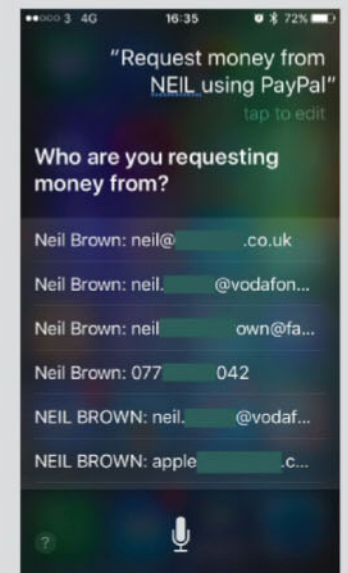 3 4G 16:35 72%
“Request money from
NEIL using PayPal”
tap to edit
Who are you requesting
money from?
Neil Brown: neil@ .co.uk
Neil Brown: neil. @vodafon...
Neil Brown: neil own@fa...
Neil Brown: 077 042
NEIL BROWN: neil. @vodaf...
NEIL BROWN: apple .c...
?